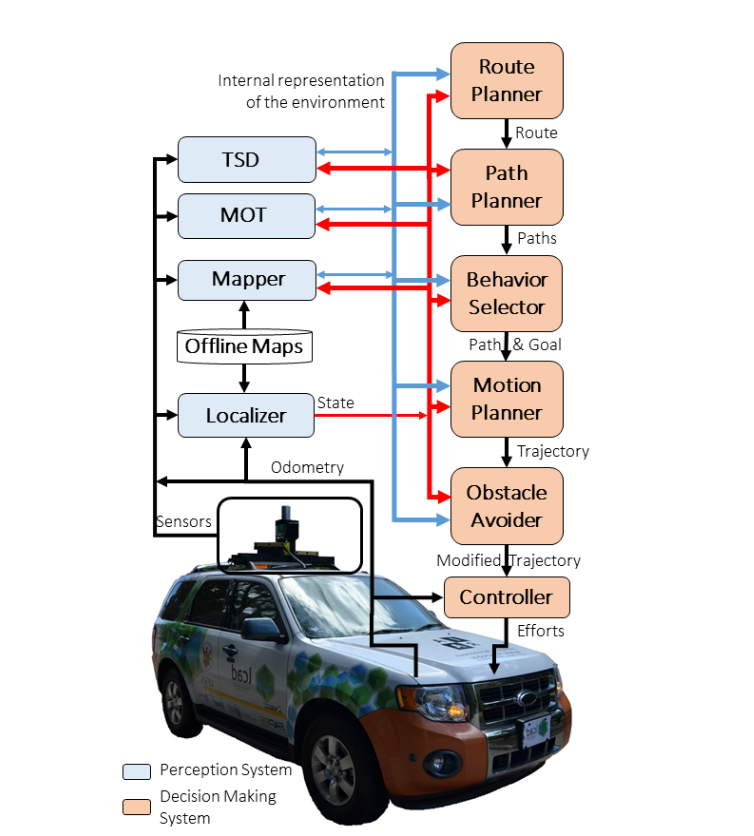 Route
Planner
Internal representation
of the environment
Route
TSD
Path
Planner
MOT
Paths
Mapper
Behavior
Selector
Offline Maps
Path & Goal
Motion
Planner
State
Localizer
Trajectory
Odometry
Obstacle
Avoider
Sensors
Modified Trajectory
Controller
Efforts
lcad
Perception System
Decision Making
System